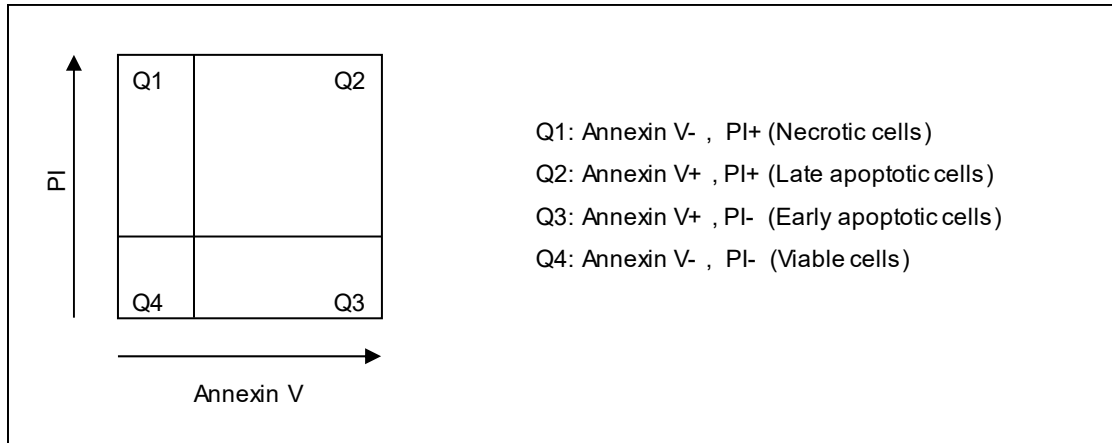 Q1 Q2
PI
Q4 Q3
Annexin V
Q1: Annexin V- , PI+ (Necrotic cells)
Q2: Annexin V+ , PI+ (Late apoptotic cells)
Q3: Annexin V+ , PI- (Early apoptotic cells)
Q4: Annexin V- , PI- (Viable cells)